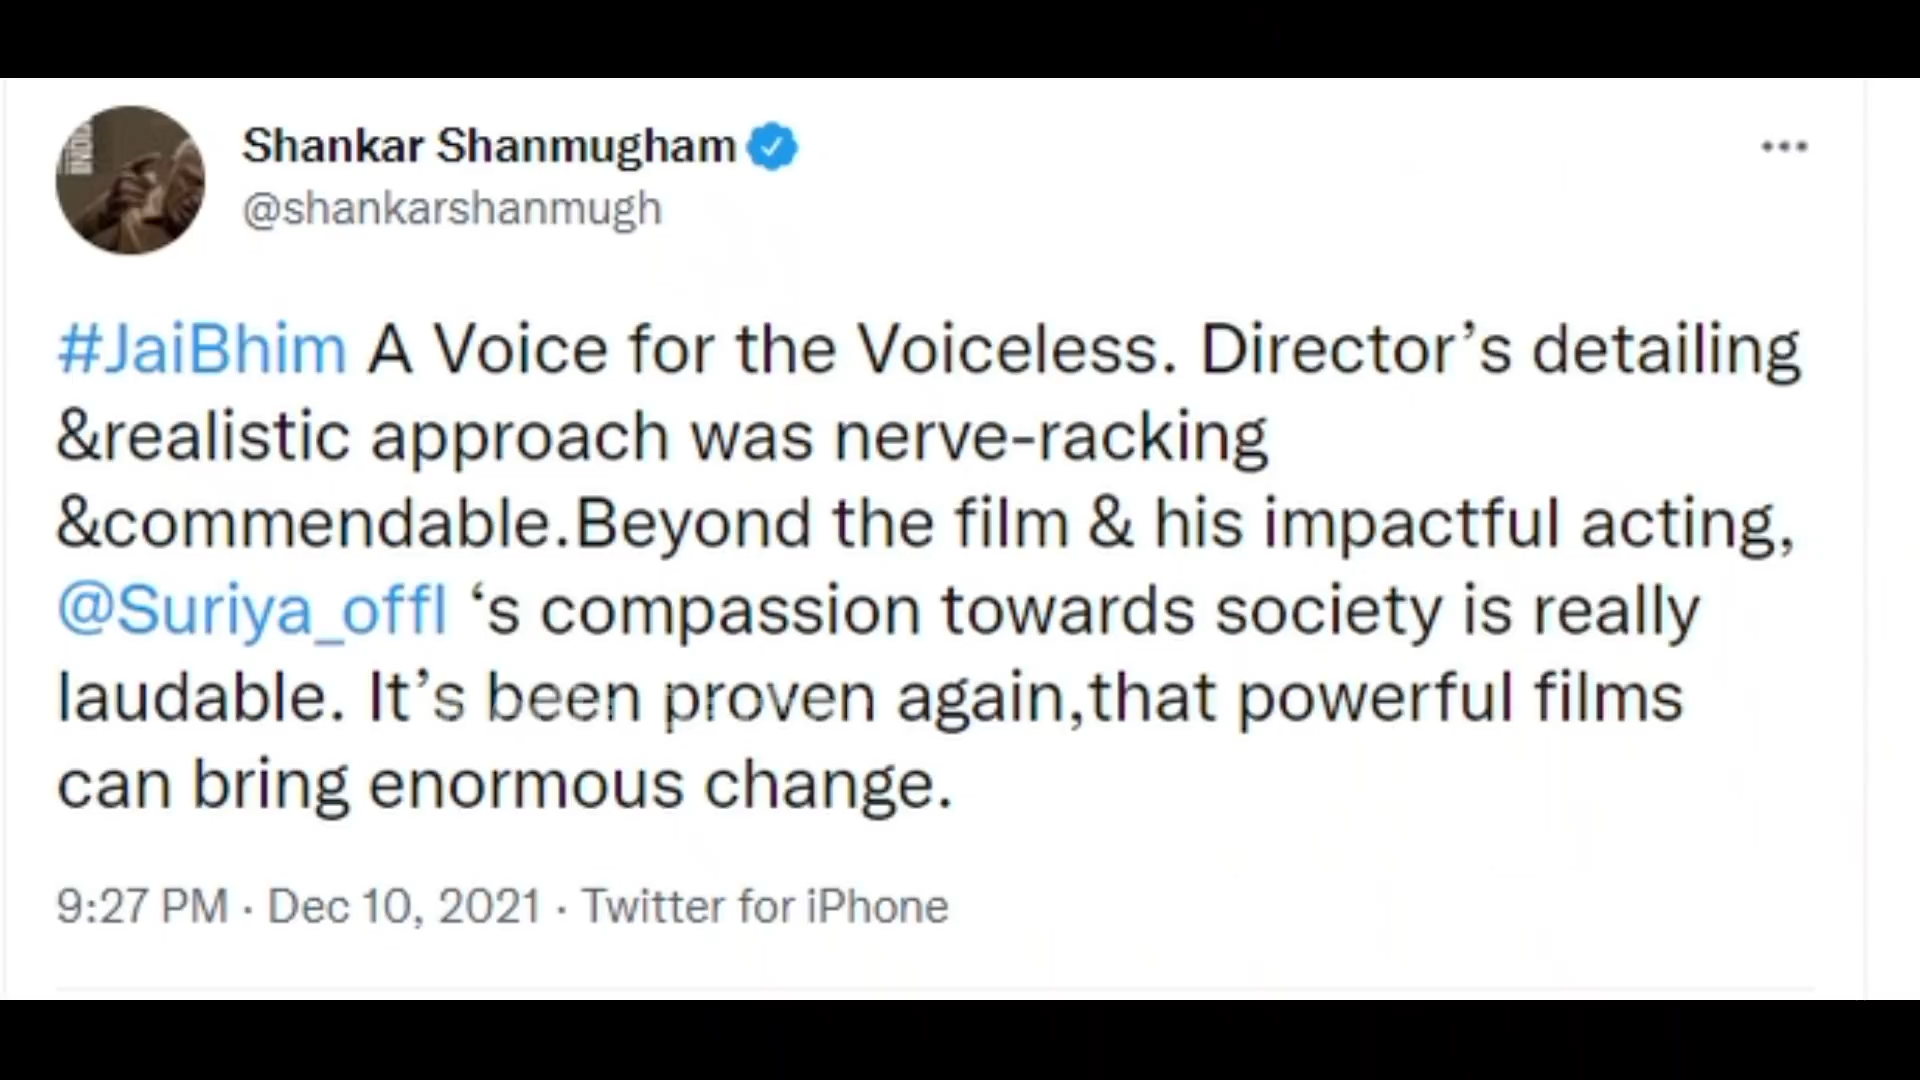 Shankar Shanmugham
@shankarshanmugh
#JaiBhim A Voice for the Voiceless. Director’s detailing
&realistic approach was nerve-racking
&commendable.Beyond the film & his impactful acting,
@Suriya_offl ‘s compassion towards society is really
laudable. It’s been proven again,that powerful films
can bring enormous change.
9:27 PM · Dec 10, 2021 · Twitter for iPhone